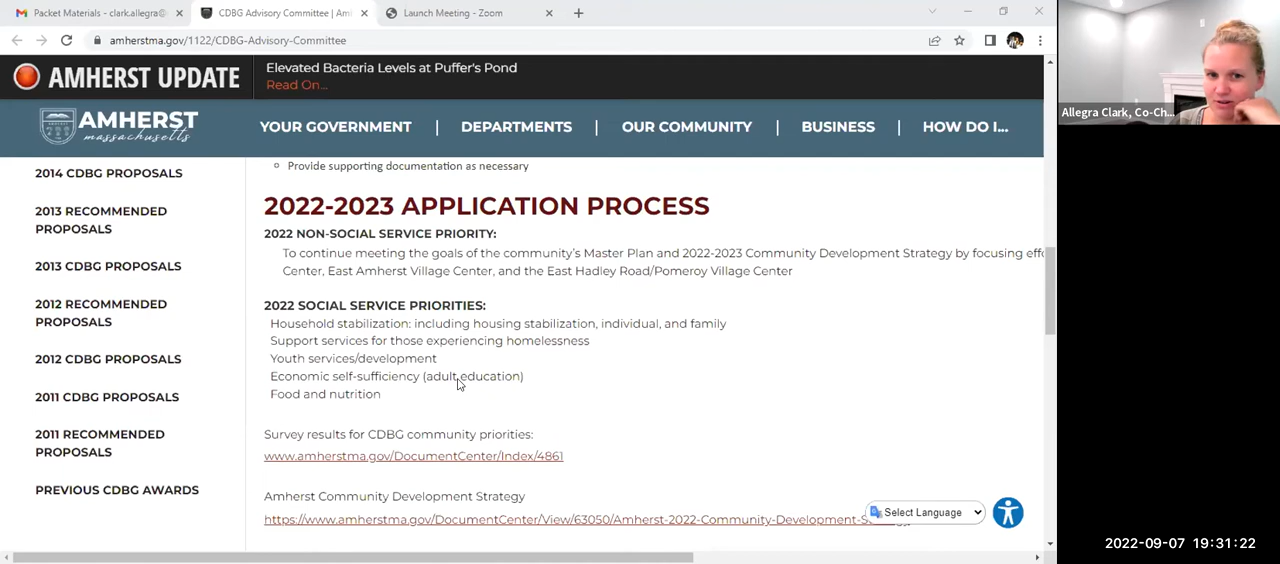 Packet Materials - clark.allegra@
CDBG Advisory Committee | Am
Launch Meeting - Zoom
amherstma.gov/1122/CDBG-Advisory-Committee
AMHERST UPDATE
Elevated Bacteria Levels at Puffer's Pond
Read On...
AMHERST
massachusetts
YOUR GOVERNMENT | DEPARTMENTS | OUR COMMUNITY | BUSINESS | HOW DO I...
2014 CDBG PROPOSALS
2013 RECOMMENDED
PROPOSALS
2013 CDBG PROPOSALS
2012 RECOMMENDED
PROPOSALS
2012 CDBG PROPOSALS
2011 CDBG PROPOSALS
2011 RECOMMENDED
PROPOSALS
PREVIOUS CDBG AWARDS
Provide supporting documentation as necessary
2022-2023 APPLICATION PROCESS
2022 NON-SOCIAL SERVICE PRIORITY:
To continue meeting the goals of the community's Master Plan and 2022-2023 Community Development Strategy by focusing effo
Center, East Amherst Village Center, and the East Hadley Road/Pomeroy Village Center
2022 SOCIAL SERVICE PRIORITIES:
Household stabilization: including housing stabilization, individual, and family
Support services for those experiencing homelessness
Youth services/development
Economic self-sufficiency (adult education)
Food and nutrition
Survey results for CDBG community priorities:
www.amherstma.gov/DocumentCenter/Index/4861
Amherst Community Development Strategy
https://www.amherstma.gov/DocumentCenter/View/63050/Amherst-2022-Community-Development-S
Select Language
Allegra Clark, Co-Ch...
2022-09-07 19:31:22